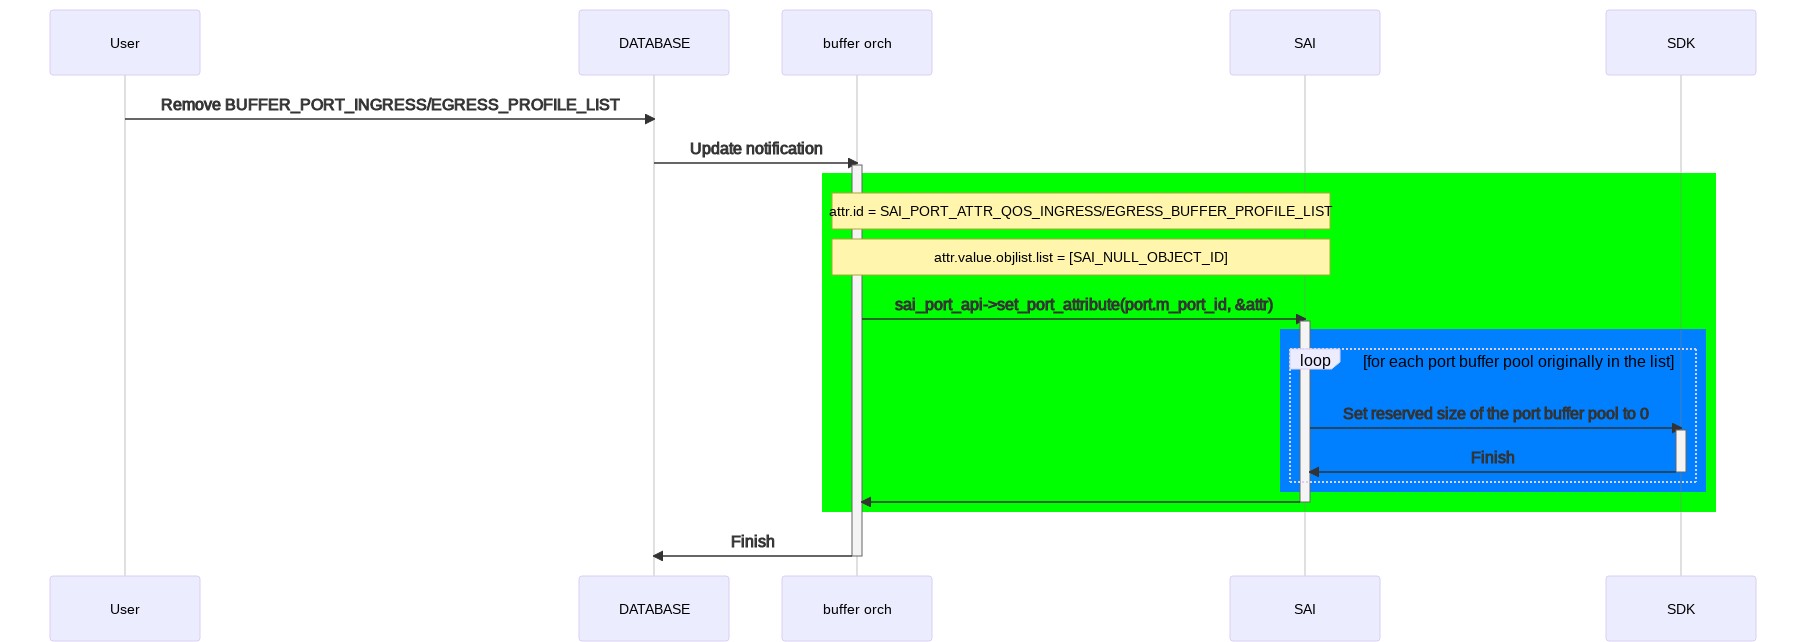 User
DATABASE
buffer orch
SAI
SDK
Remove BUFFER_PORT_INGRESS/EGRESS_PROFILE_LIST
Update notification
attr.id = SAI_PORT_ATTR_QOS_INGRESS/EGRESS_BUFFER_PROFILE_LIST
attr.value.objlist.list = [SAI_NULL_OBJECT_ID]
sai_port_api->set_port_attribute(port.m_port_id, &attr)
loop
[for each port buffer pool originally in the list]
Set reserved size of the port buffer pool to 0
Finish
Finish
User
DATABASE
buffer orch
SAI
SDK